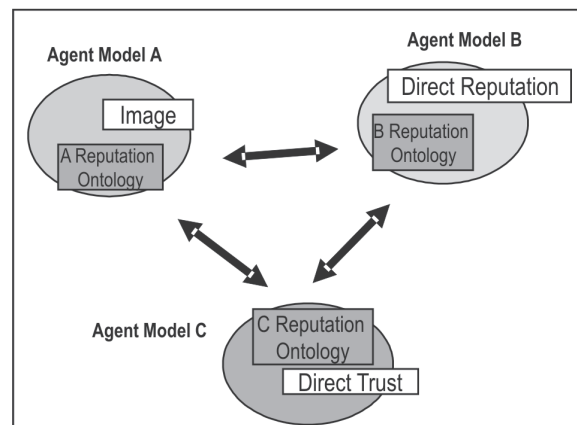 Agent Model A
Image
A Reputation
Ontology
Agent Model B
Direct Reputation
B Reputation
Ontology
Agent Model C
C Reputation
Ontology
Direct Trust